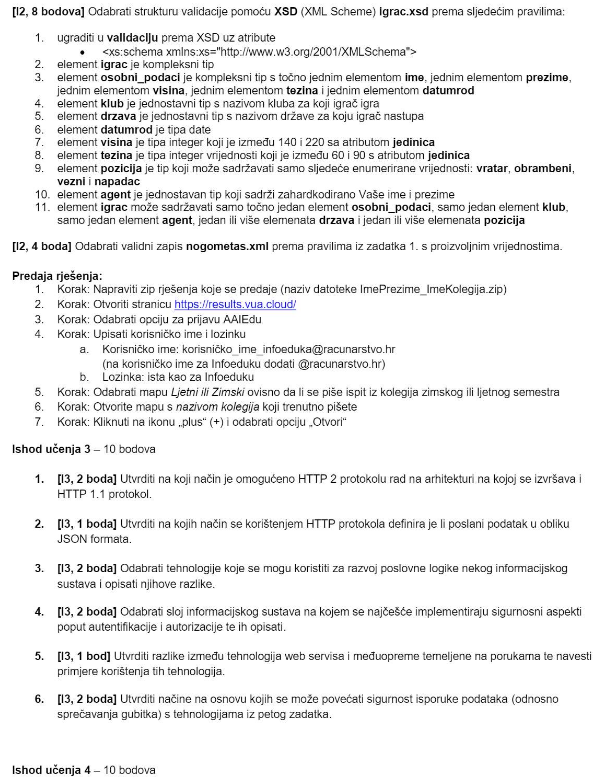 [I2, 8 bodova] Odabrati strukturu validacije pomoću XSD (XML Scheme) igrac.xsd prema sljedećim pravilima:
1. ugraditi u validaciju prema XSD uz atribute
• <xs:schema xmlns:xs="http://www.w3.org/2001/XMLSchema">
2. element igrac je kompleksni tip
3. element osobni_podaci je kompleksni tip s točno jednim elementom ime, jednim elementom prezime,
jednim elementom visina, jednim elementom tezina i jednim elementom datumrod
4. element klub je jednostavni tip s nazivom kluba za koji igrač igra
5. element drzava je jednostavni tip s nazivom države za koju igrač nastupa
6. element datumrod je tipa date
7. element visina je tipa integer koji je između 140 i 220 sa atributom jedinica
8. element tezina je tipa integer vrijednosti koji je između 60 i 90 s atributom jedinica
9. element pozicija je tip koji može sadržavati samo sljedeće enumerirane vrijednosti: vratar, obrambeni,
vezni i napadac
10. element agent je jednostavan tip koji sadrži zahardkodirano Vaše ime i prezime
11. element igrac može sadržavati samo točno jedan element osobni_podaci, samo jedan element klub,
samo jedan element agent, jedan ili više elemenata drzava i jedan ili više elemenata pozicija
[I2, 4 boda] Odabrati validni zapis nogometas.xml prema pravilima iz zadatka 1. s proizvoljnim vrijednostima.
Predaja rješenja:
1. Korak: Napraviti zip rješenja koje se predaje (naziv datoteke ImePrezime_ImeKolegija.zip)
2. Korak: Otvoriti stranicu https://results.vua.cloud/
3. Korak: Odabrati opciju za prijavu AAIEdu
4. Korak: Upisati korisničko ime i lozinku
a. Korisničko ime: korisničko_ime_infoeduka@racunarstvo.hr
(na korisničko ime za Infoeduku dodati @racunarstvo.hr)
b. Lozinka: ista kao za Infoeduku
5. Korak: Odabrati mapu Ljetni ili Zimski ovisno da li se piše ispit iz kolegija zimskog ili ljetnog semestra
6. Korak: Otvorite mapu s nazivom kolegija koji trenutno pišete
7. Korak: Kliknuti na ikonu „plus“ (+) i odabrati opciju „Otvori“
Ishod učenja 3 – 10 bodova
1. [I3, 2 boda] Utvrditi na koji način je omogućeno HTTP 2 protokolu rad na arhitekturi na kojoj se izvršava i
HTTP 1.1 protokol.
2. [I3, 1 boda] Utvrditi na kojih način se korištenjem HTTP protokola definira je li poslani podatak u obliku
JSON formata.
3. [I3, 2 boda] Odabrati tehnologije koje se mogu koristiti za razvoj poslovne logike nekog informacijskog
sustava i opisati njihove razlike.
4. [I3, 2 boda] Odabrati sloj informacijskog sustava na kojem se najčešće implementiraju sigurnosni aspekti
poput autentifikacije i autorizacije te ih opisati.
5. [I3, 1 bod] Utvrditi razlike između tehnologija web servisa i međuopreme temeljene na porukama te navesti
primjere korištenja tih tehnologija.
6. [I3, 2 boda] Utvrditi načine na osnovu kojih se može povećati sigurnost isporuke podataka (odnosno
sprečavanja gubitka) s tehnologijama iz petog zadatka.
Ishod učenja 4 – 10 bodova